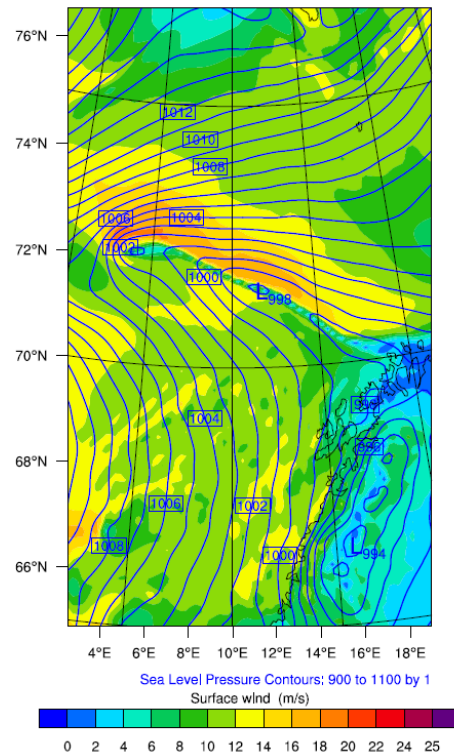 76°N
74°N
72°N
70°N
68°N
66°N
1012
1010
1008
1006
1004
1002
1000
L998
998
1004
996
1006
1002
1008
1000
L994
4°E 6°E 8°E 10°E 12°E 14°E 16°E 18°E
Sea Level Pressure Contours: 900 to 1100 by 1
Surface wind (m/s)
0 2 4 6 8 10 12 14 16 18 20 22 24 25